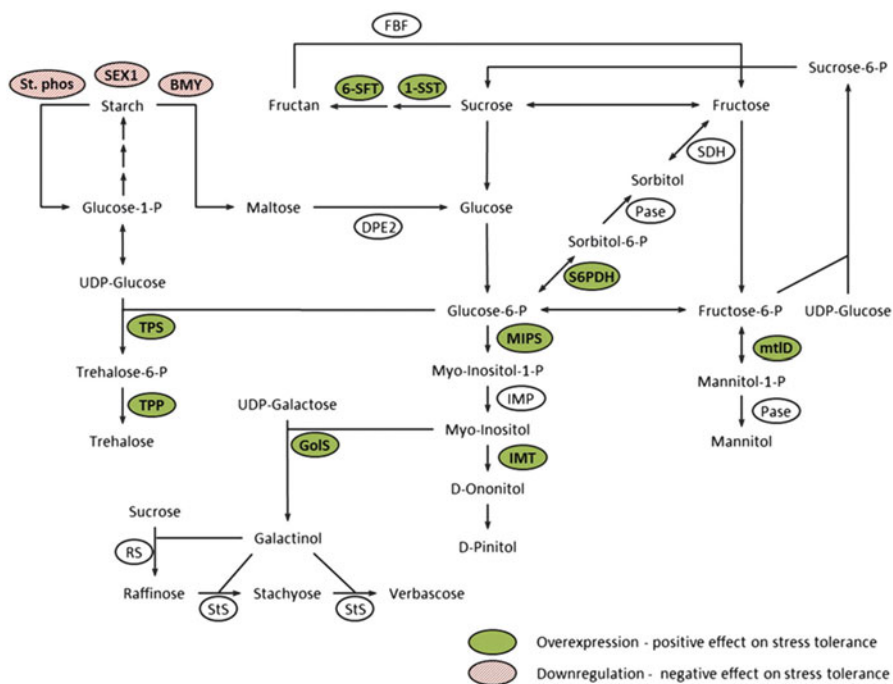 FBF
St. phos
SEX1
BMY
Sucrose-6-P
6-SFT
1-SST
Starch
Fructan
Sucrose
Fructose
SDH
Sorbitol
Glucose-1-P
Maltose
Glucose
Pase
DPE2
Sorbitol-6-P
UDP-Glucose
S6PDH
Glucose-6-P
Fructose-6-P
UDP-Glucose
TPS
MIPS
mtlD
Trehalose-6-P
Myo-Inositol-1-P
Mannitol-1-P
TPP
UDP-Galactose
IMP
Pase
Trehalose
Myo-Inositol
Mannitol
GolS
IMT
D-Ononitol
Sucrose
Galactinol
D-Pinitol
RS
Raffinose
Stachyose
Verbascose
StS
StS
Overexpression - positive effect on stress tolerance
Downregulation - negative effect on stress tolerance